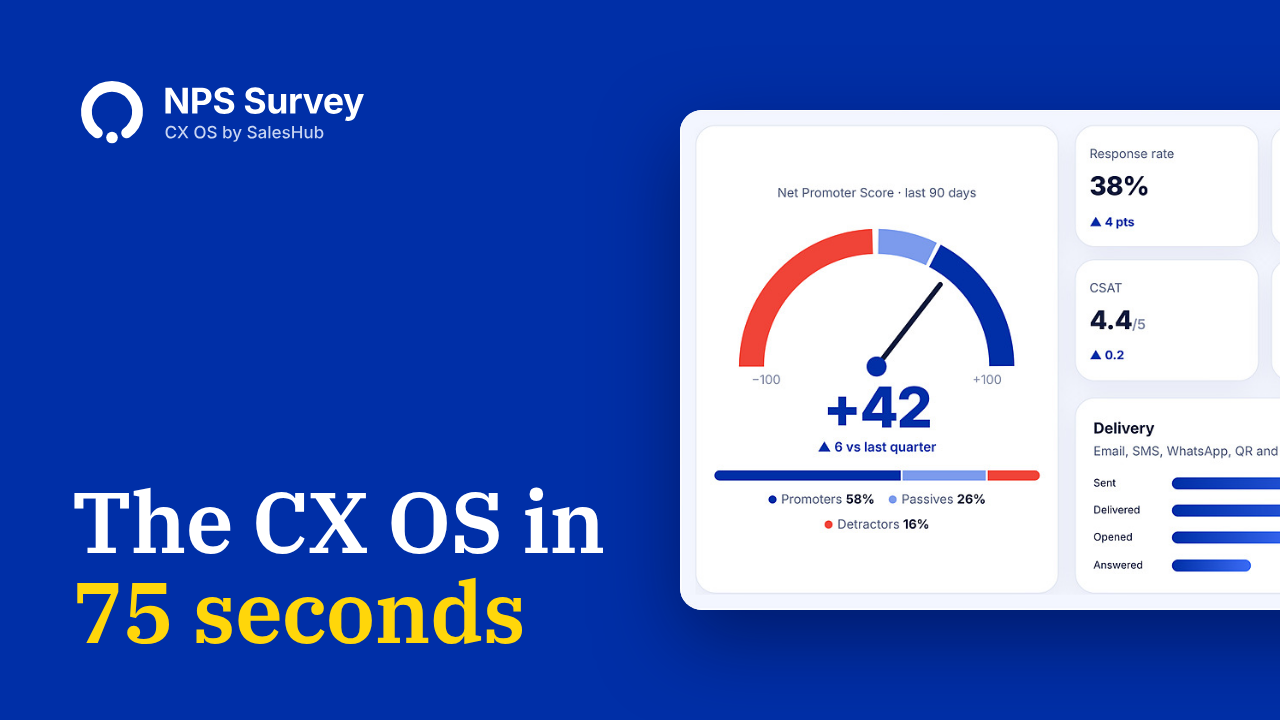 NPS Survey
CX OS by SalesHub
The CX OS in
75 seconds
Net Promoter Score · last 90 days
−100
+100
+42
▲ 6 vs last quarter
Promoters 58% Passives 26%
Detractors 16%
Response rate
38%
▲ 4 pts
CSAT
4.4/5
▲ 0.2
Delivery
Email, SMS, WhatsApp, QR and
Sent
Delivered
Opened
Answered